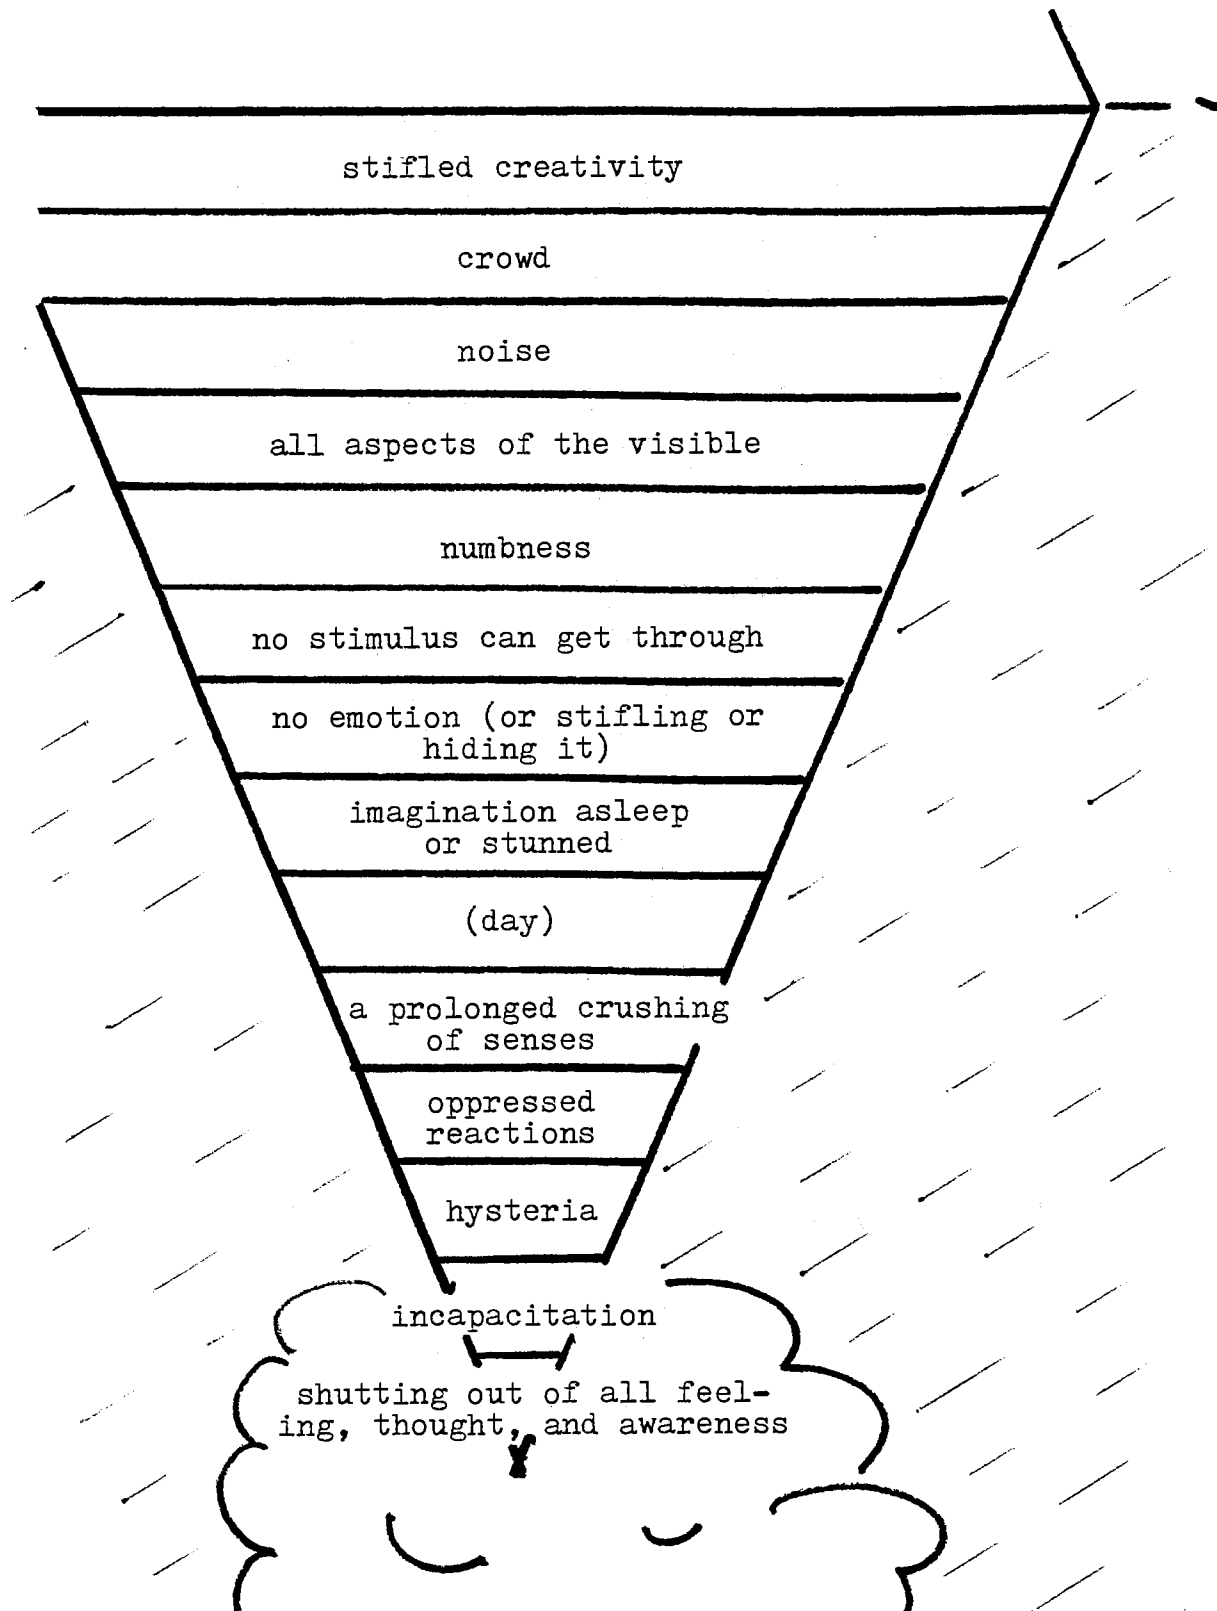 stifled creativity
crowd
noise
all aspects of the visible
numbness
no stimulus can get through
no emotion (or stifling or
hiding it)
imagination asleep
or stunned
(day)
a prolonged crushing
of senses
oppressed
reactions
hysteria
incapacitation
shutting out of all feel-
ing, thought, and awareness